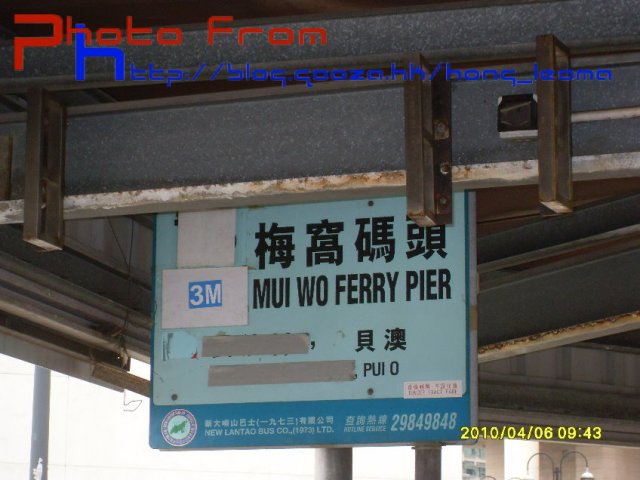 Photo From
Http://blog.qooza.hk/hong_leoma
梅窩碼頭
3M
MUI WO FERRY PIER
, 貝澳
, PUI O
新大嶼山巴士(一九七三)有限公司
查詢熱線
NEW LANTAO BUS CO.,(1973) LTD.
HOTLINE SERVICE
29849848
2010/04/06 09:43